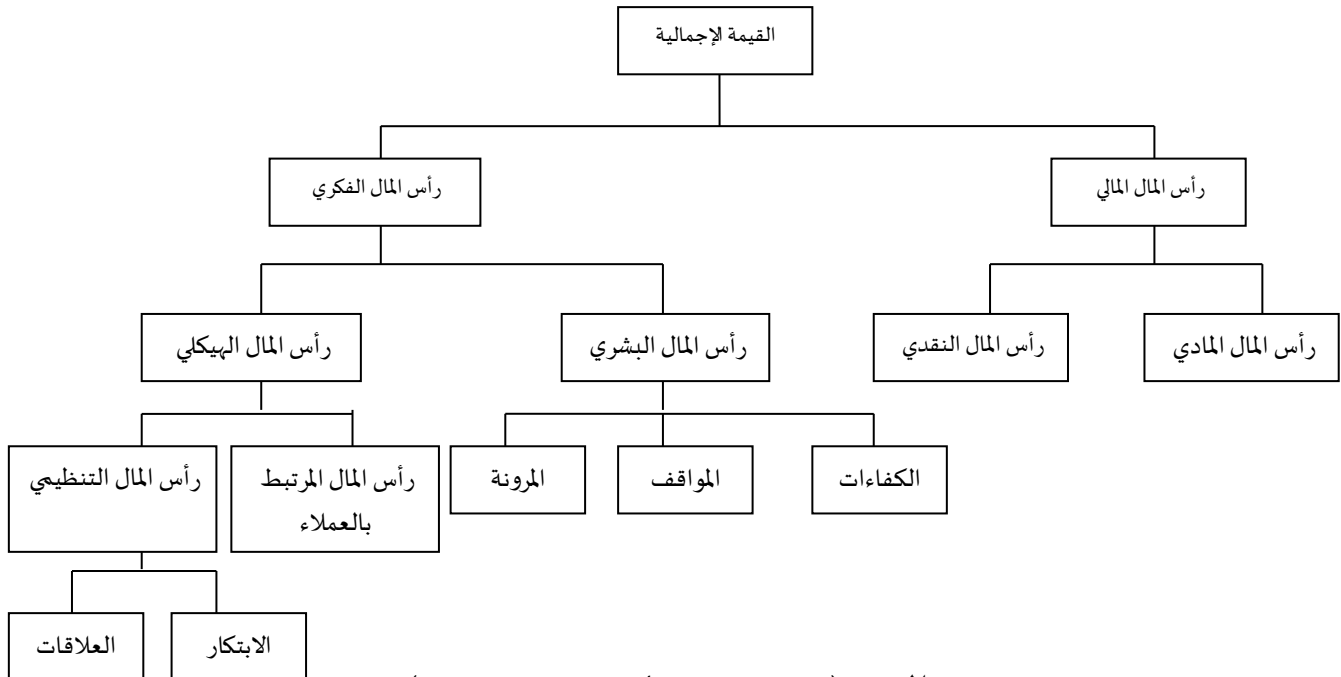 القيمة الإجمالية
رأس المال المالي
رأس المال الفكري
رأس المال المادي
رأس المال النقدي
رأس المال البشري
رأس المال الهيكلي
الكفاءات
المواقف
المرونة
رأس المال المرتبط
بالعملاء
رأس المال التنظيمي
الابتكار
العلاقات